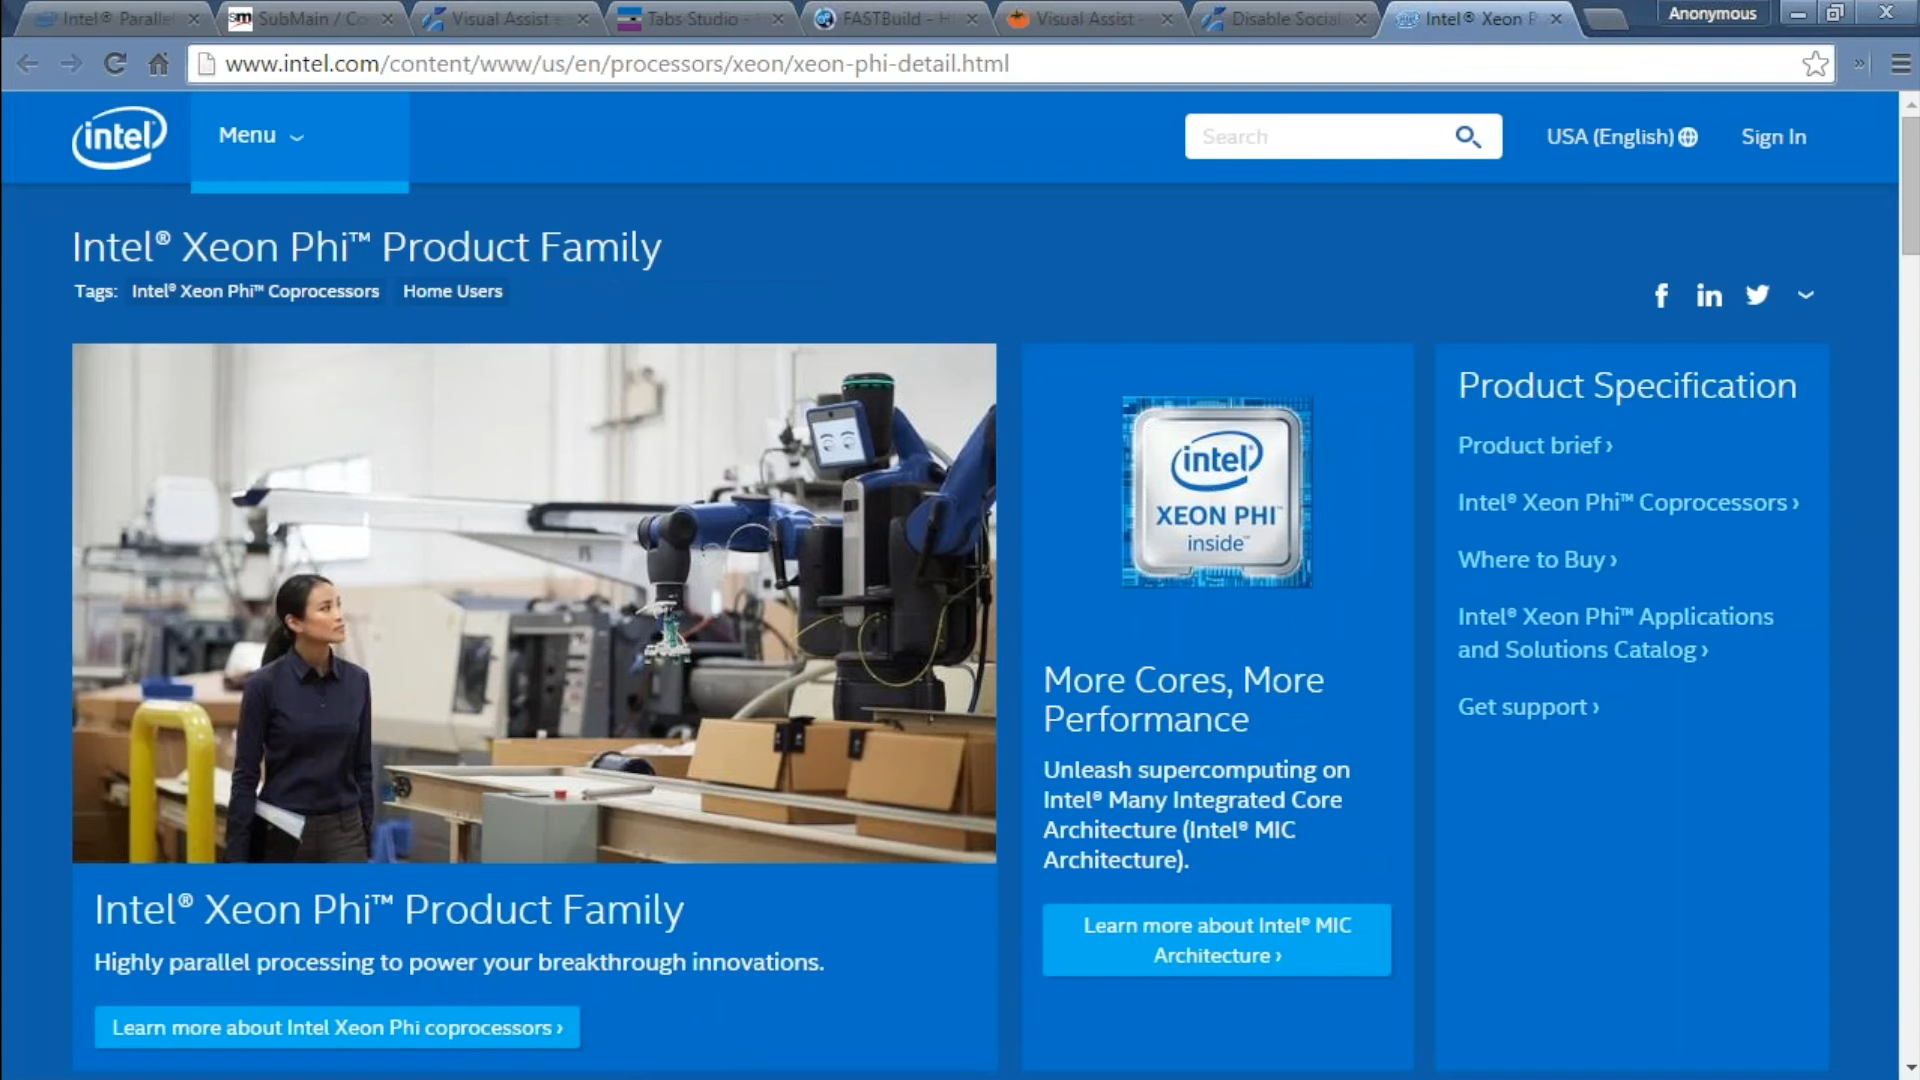 Intel® Parallel
SubMain / Co
Visual Assist
Tabs Studio -
FASTBuild - Hi
Visual Assist -
Disable Social
Intel® Xeon P
Anonymous
www.intel.com/content/www/us/en/processors/xeon/xeon-phi-detail.html
intel
Menu
Search
USA (English)
Sign In
Intel® Xeon Phi™ Product Family
Tags: Intel® Xeon Phi™ Coprocessors Home Users
intel
XEON PHI™
inside™
More Cores, More
Performance
Unleash supercomputing on
Intel® Many Integrated Core
Architecture (Intel® MIC
Architecture).
Learn more about Intel® MIC
Architecture ›
Product Specification
Product brief ›
Intel® Xeon Phi™ Coprocessors ›
Where to Buy ›
Intel® Xeon Phi™ Applications
and Solutions Catalog ›
Get support ›
Intel® Xeon Phi™ Product Family
Highly parallel processing to power your breakthrough innovations.
Learn more about Intel Xeon Phi coprocessors ›